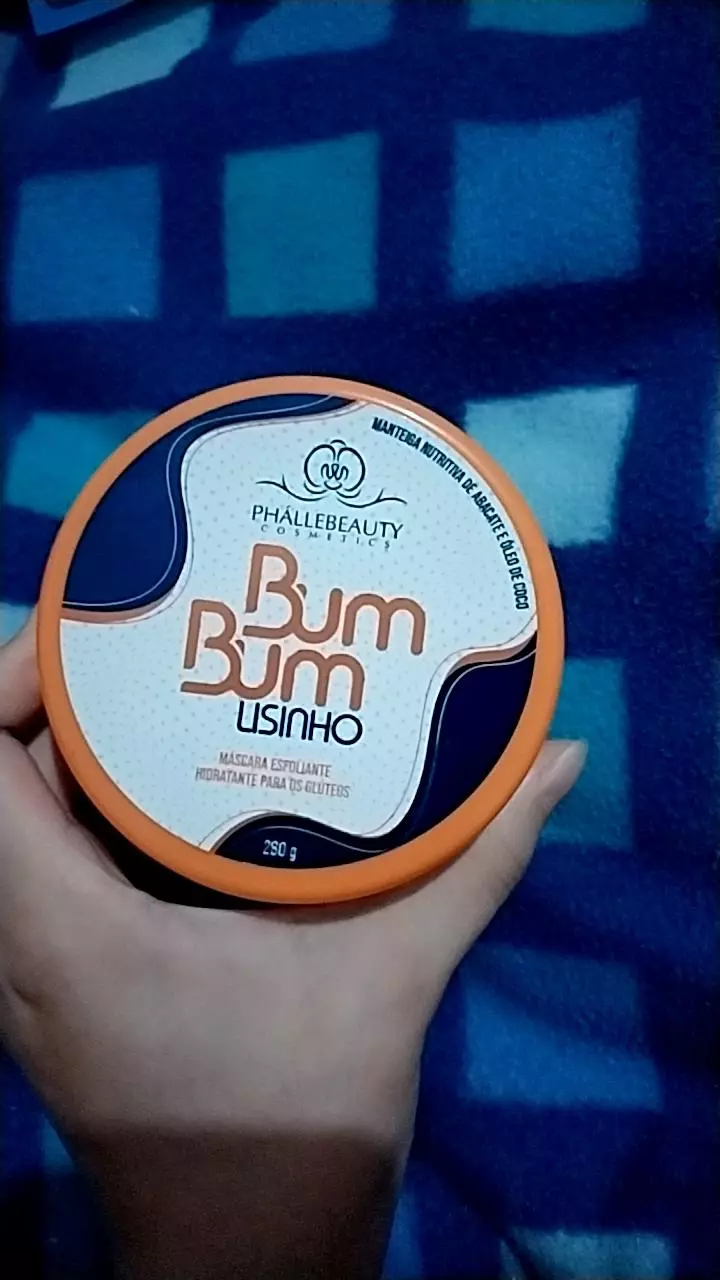 MANTEIGA NUTRITIVA DE ABACATE E ÓLEO DE COCO
PHÁLLEBEAUTY
COSMETICS
Bum
Bum
LISINHO
MÁSCARA ESFOLIANTE
HIDRATANTE PARA OS GLÚTEOS
280 g